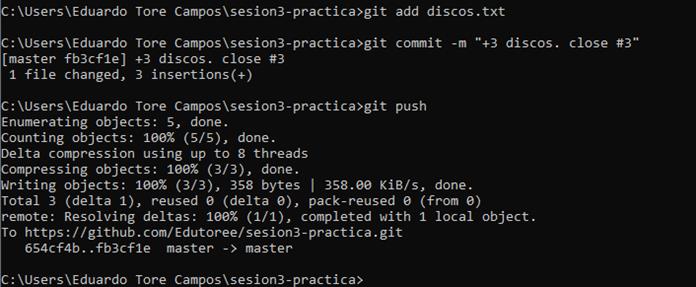 C:\Users\Eduardo Tore Campos\sesion3-practica>git add discos.txt
C:\Users\Eduardo Tore Campos\sesion3-practica>git commit -m "+3 discos. close #3"
[master fb3cf1e] +3 discos. close #3
 1 file changed, 3 insertions(+)
C:\Users\Eduardo Tore Campos\sesion3-practica>git push
Enumerating objects: 5, done.
Counting objects: 100% (5/5), done.
Delta compression using up to 8 threads
Compressing objects: 100% (3/3), done.
Writing objects: 100% (3/3), 358 bytes | 358.00 KiB/s, done.
Total 3 (delta 1), reused 0 (delta 0), pack-reused 0 (from 0)
remote: Resolving deltas: 100% (1/1), completed with 1 local object.
To https://github.com/Edutoree/sesion3-practica.git
   654cf4b..fb3cf1e  master -> master
C:\Users\Eduardo Tore Campos\sesion3-practica>